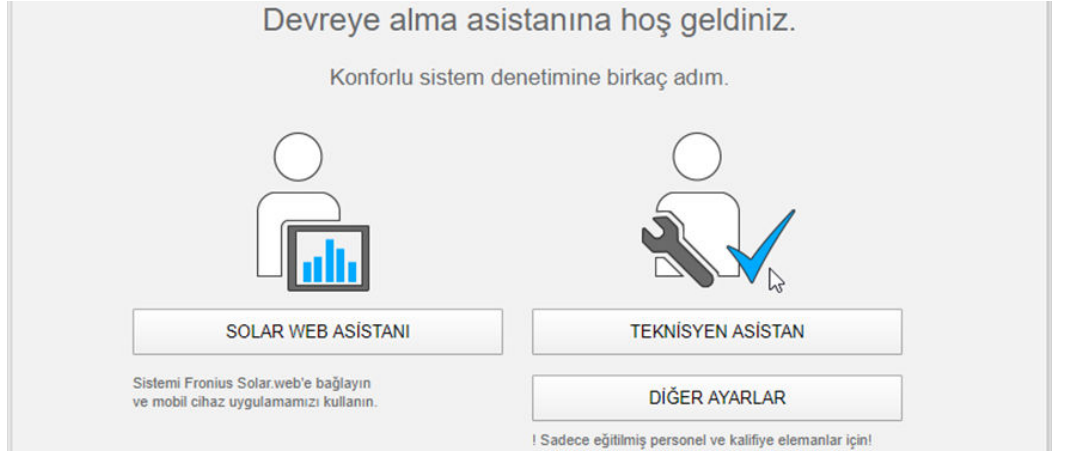 Devreye alma asistanına hoş geldiniz.
Konforlu sistem denetimine birkaç adım.
SOLAR WEB ASİSTANI
Sistemi Fronius Solar.web'e bağlayın
ve mobil cihaz uygulamamızı kullanın.
TEKNİSYEN ASİSTAN
DİĞER AYARLAR
! Sadece eğitilmiş personel ve kalifiye elemanlar için!